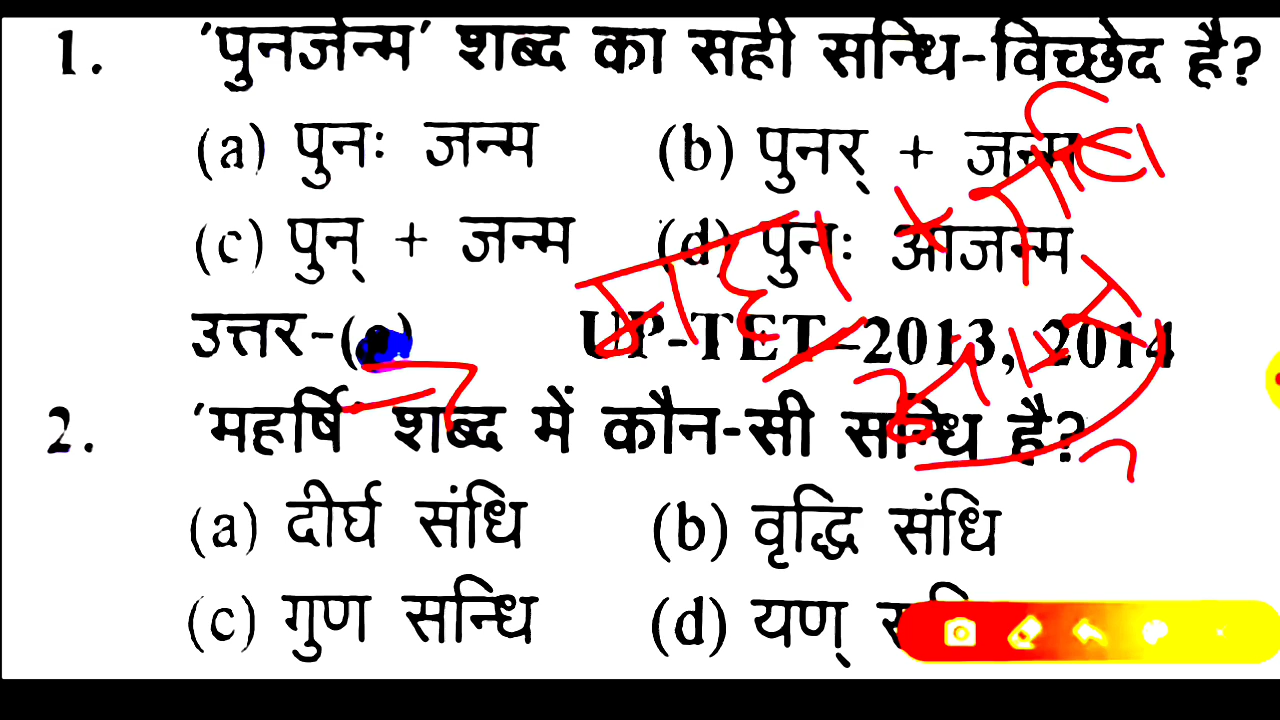 1. 'पुनर्जन्म' शब्द का सही सन्धि-विच्छेद है?
(a) पुनः जन्म (b) पुनर् + जन्म
(c) पुन् + जन्म (d) पुनः आजन्म
उत्तर-(a) UP-TET-2013, 2014
2. 'महर्षि' शब्द में कौन-सी सन्धि है?
(a) दीर्घ संधि (b) वृद्धि संधि
(c) गुण सन्धि (d) यण्